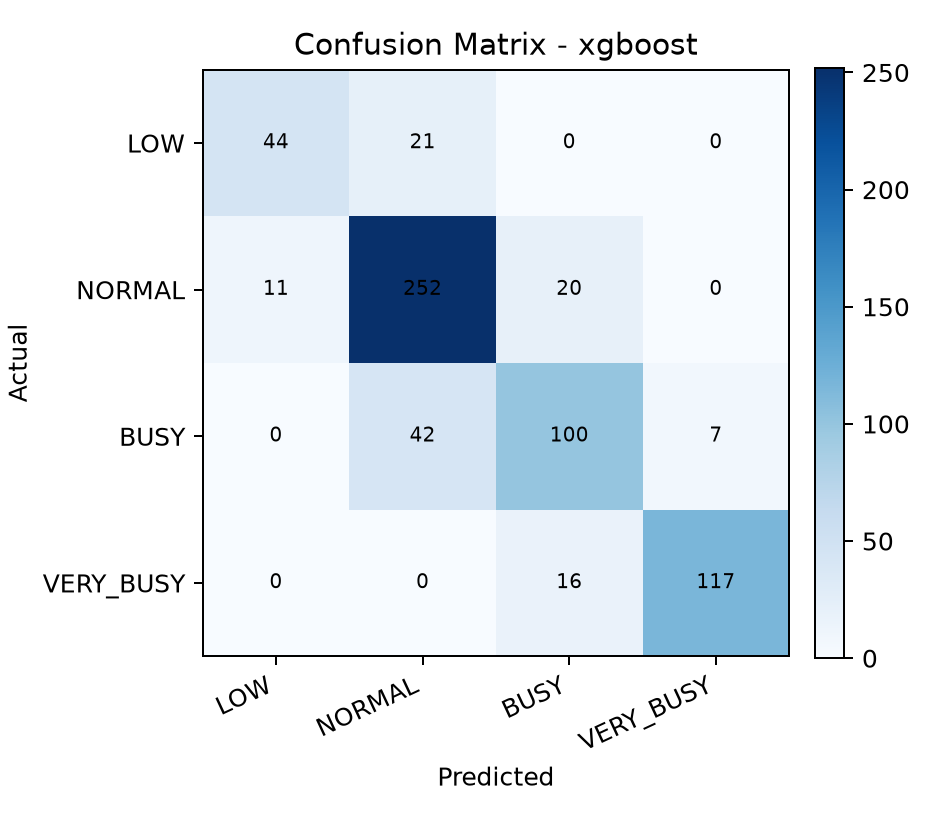 Confusion Matrix - xgboost
Actual
LOW 44 21 0 0
NORMAL 11 252 20 0
BUSY 0 42 100 7
VERY_BUSY 0 0 16 117
LOW NORMAL BUSY VERY_BUSY
Predicted
250
200
150
100
50
0